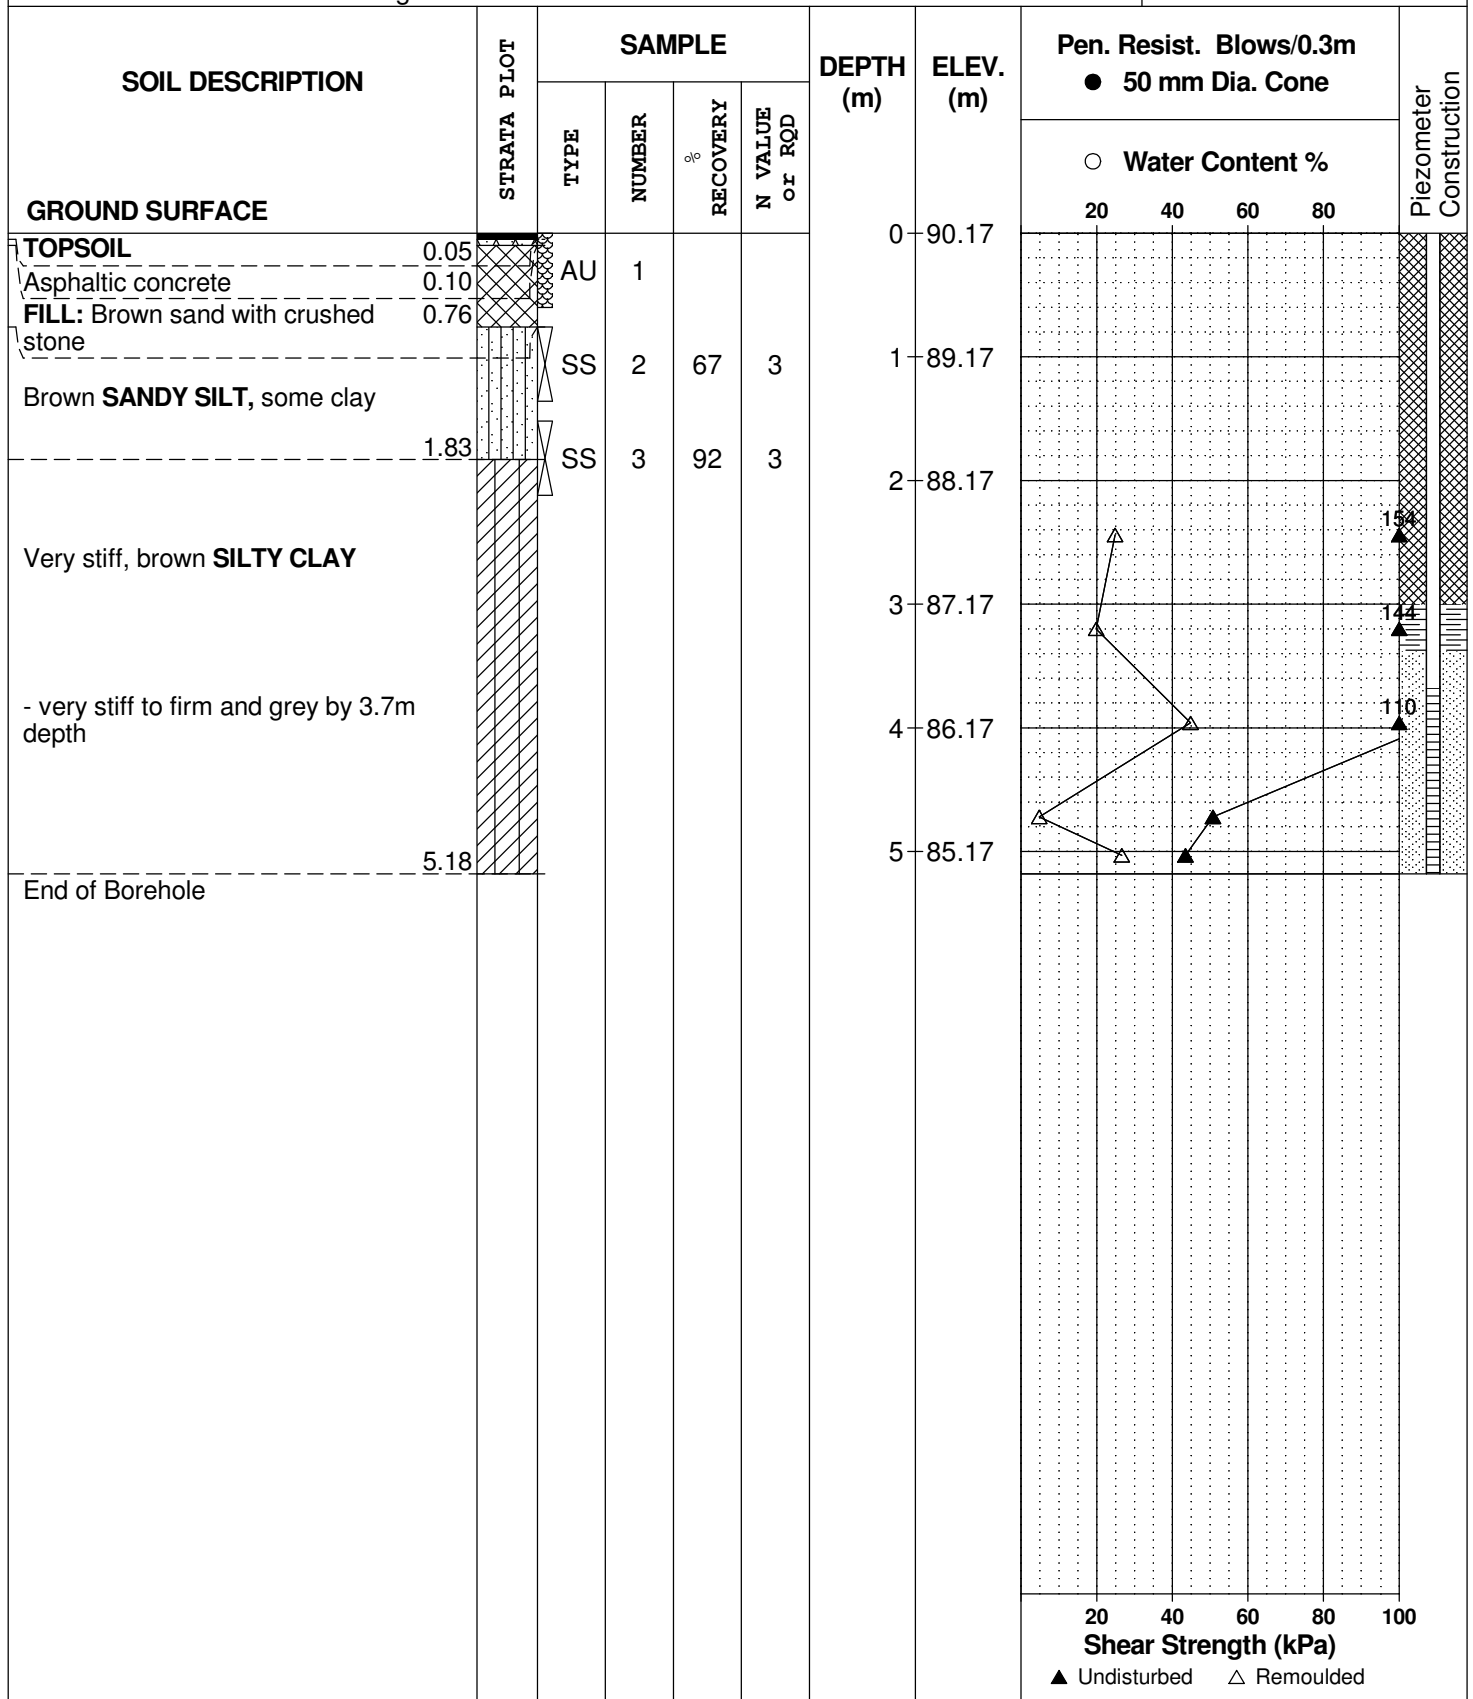 SOIL DESCRIPTION
GROUND SURFACE
STRATA PLOT
SAMPLE
TYPE
NUMBER
% RECOVERY
N VALUE or RQD
DEPTH (m)
ELEV. (m)
Pen. Resist. Blows/0.3m
● 50 mm Dia. Cone
○ Water Content %
20 40 60 80
Piezometer Construction
TOPSOIL 0.05
Asphaltic concrete 0.10
FILL: Brown sand with crushed 0.76
stone
Brown SANDY SILT, some clay
1.83
Very stiff, brown SILTY CLAY
- very stiff to firm and grey by 3.7m
depth
5.18
End of Borehole
AU 1
SS 2 67 3
SS 3 92 3
0 90.17
1 89.17
2 88.17
3 87.17
4 86.17
5 85.17
154
144
110
20 40 60 80 100
Shear Strength (kPa)
▲ Undisturbed △ Remoulded